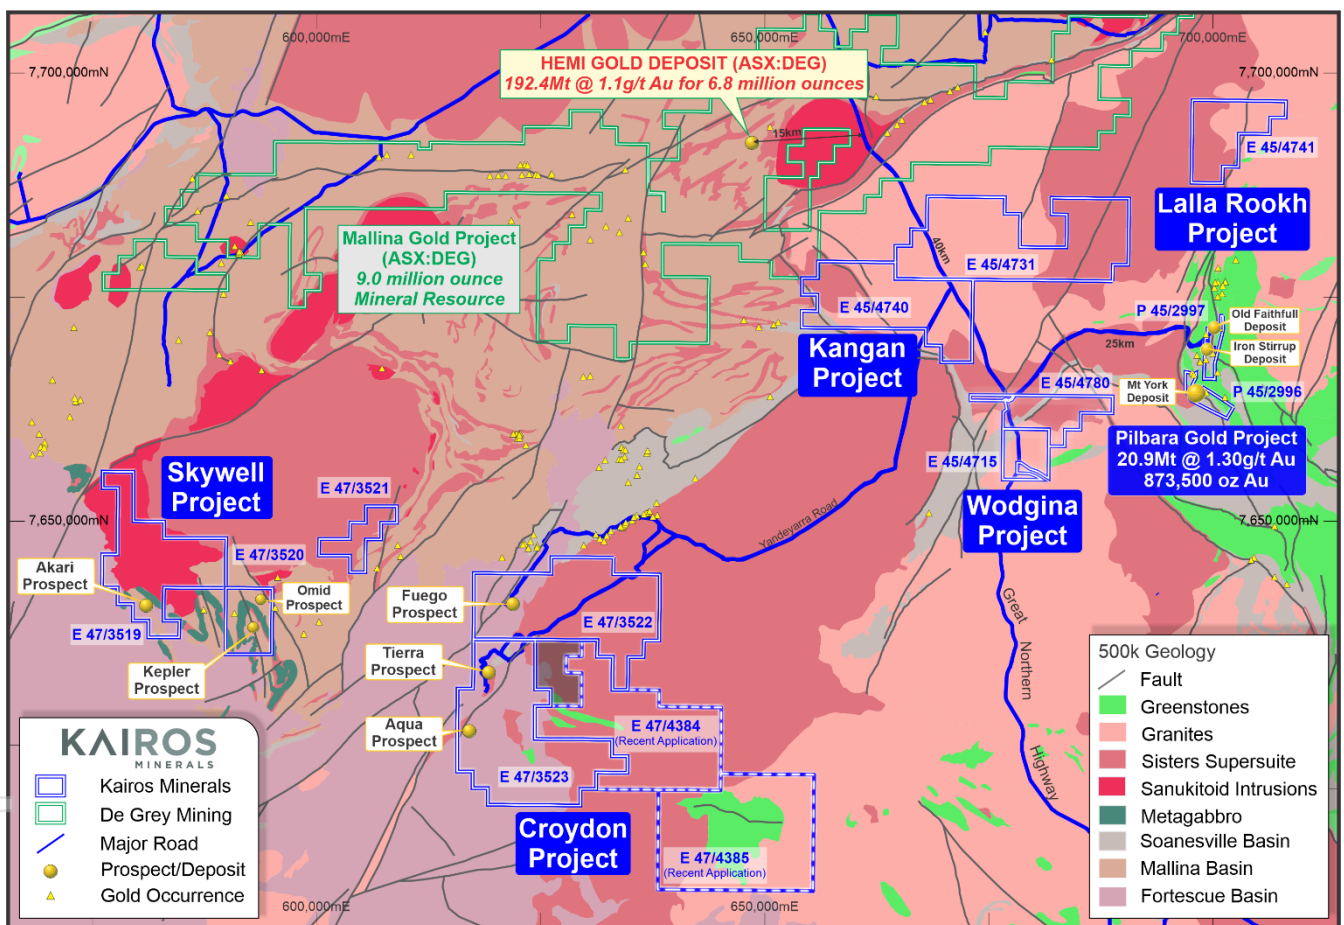 600,000mE
650,000mE
700,000mE
7,700,000mN
7,700,000mN
HEMI GOLD DEPOSIT (ASX:DEG)
192.4Mt @ 1.1g/t Au for 6.8 million ounces
15km
E 45/4741
Lalla Rookh
Project
Mallina Gold Project
(ASX:DEG)
9.0 million ounce
Mineral Resource
40km
E 45/4731
E 45/4740
Kangan
Project
P 45/2997
Old Faithfull
Deposit
Iron Stirrup
Deposit
25km
E 45/4780
Mt York
Deposit
P 45/2996
Pilbara Gold Project
20.9Mt @ 1.30g/t Au
873,500 oz Au
E 45/4715
Wodgina
Project
Skywell
Project
E 47/3521
7,650,000mN
7,650,000mN
Yandeyarra Road
E 47/3520
Akari
Prospect
Omid
Prospect
E 47/3519
Kepler
Prospect
Fuego
Prospect
E 47/3522
Tierra
Prospect
Aqua
Prospect
E 47/4384
(Recent Application)
E 47/3523
Croydon
Project
E 47/4385
(Recent Application)
Great
Northern
Highway
KAIROS
MINERALS
Kairos Minerals
De Grey Mining
Major Road
Prospect/Deposit
Gold Occurrence
500k Geology
Fault
Greenstones
Granites
Sisters Supersuite
Sanukitoid Intrusions
Metagabbro
Soanesville Basin
Mallina Basin
Fortescue Basin
600,000mE
650,000mE